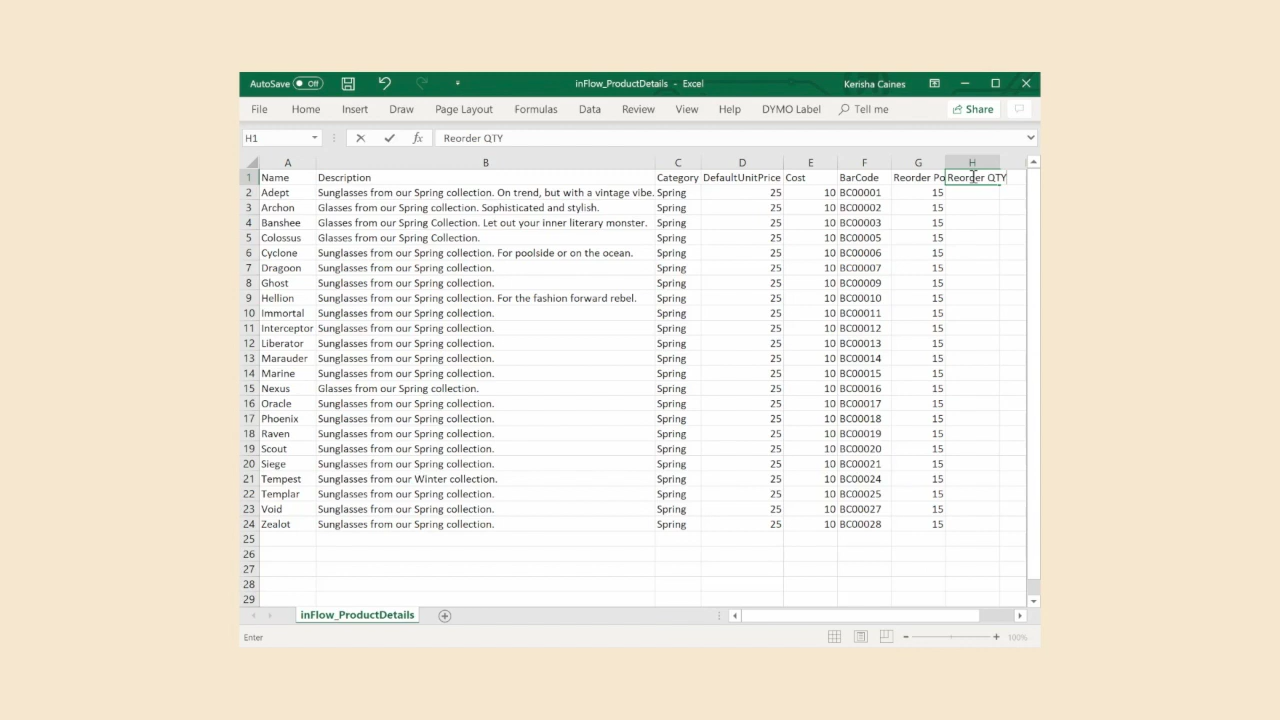 AutoSave Off inFlow_ProductDetails - Excel Kerisha Caines
File Home Insert Draw Page Layout Formulas Data Review View Help DYMO Label Tell me Share
H1 fx Reorder QTY
A B C D E F G H
1 Name Description Category DefaultUnitPrice Cost BarCode Reorder Po Reorder QTY
2 Adept Sunglasses from our Spring collection. On trend, but with a vintage vibe. Spring 25 10 BC00001 15
3 Archon Glasses from our Spring collection. Sophisticated and stylish. Spring 25 10 BC00002 15
4 Banshee Glasses from our Spring Collection. Let out your inner literary monster. Spring 25 10 BC00003 15
5 Colossus Glasses from our Spring Collection. Spring 25 10 BC00005 15
6 Cyclone Sunglasses from our Spring collection. For poolside or on the ocean. Spring 25 10 BC00006 15
7 Dragoon Sunglasses from our Spring collection. Spring 25 10 BC00007 15
8 Ghost Sunglasses from our Spring collection. Spring 25 10 BC00009 15
9 Hellion Sunglasses from our Spring collection. For the fashion forward rebel. Spring 25 10 BC00010 15
10 Immortal Sunglasses from our Spring collection. Spring 25 10 BC00011 15
11 Interceptor Sunglasses from our Spring collection. Spring 25 10 BC00012 15
12 Liberator Sunglasses from our Spring collection. Spring 25 10 BC00013 15
13 Marauder Sunglasses from our Spring collection. Spring 25 10 BC00014 15
14 Marine Sunglasses from our Spring collection. Spring 25 10 BC00015 15
15 Nexus Glasses from our Spring collection. Spring 25 10 BC00016 15
16 Oracle Sunglasses from our Spring collection. Spring 25 10 BC00017 15
17 Phoenix Sunglasses from our Spring collection. Spring 25 10 BC00018 15
18 Raven Sunglasses from our Spring collection. Spring 25 10 BC00019 15
19 Scout Sunglasses from our Spring collection. Spring 25 10 BC00020 15
20 Siege Sunglasses from our Spring collection. Spring 25 10 BC00021 15
21 Tempest Sunglasses from our Winter collection. Spring 25 10 BC00024 15
22 Templar Sunglasses from our Spring collection. Spring 25 10 BC00025 15
23 Void Sunglasses from our Spring collection. Spring 25 10 BC00027 15
24 Zealot Sunglasses from our Spring collection. Spring 25 10 BC00028 15
25
26
27
28
29
inFlow_ProductDetails
Enter 100%